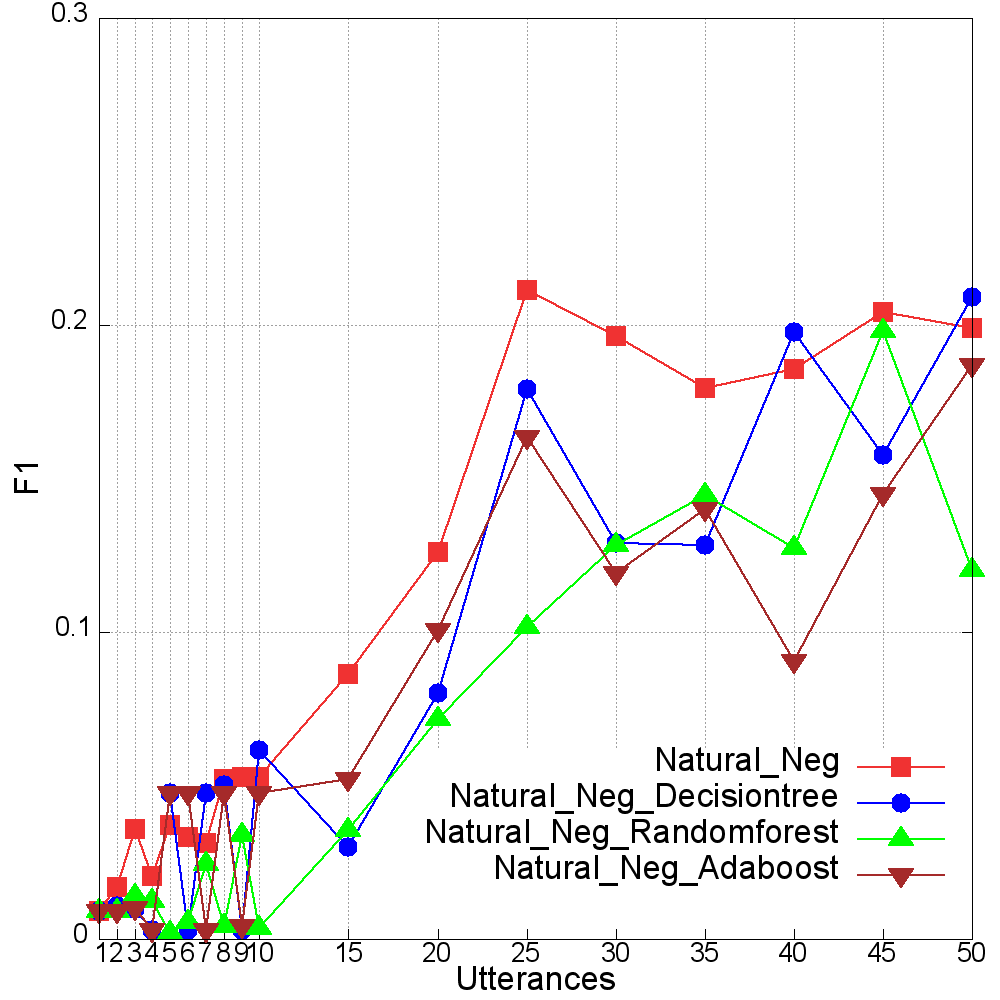 0.3
0.2
0.1
0
F1
1 2 3 4 5 6 7 8 9 10 15 20 25 30 35 40 45 50
Utterances
Natural_Neg
Natural_Neg_Decisiontree
Natural_Neg_Randomforest
Natural_Neg_Adaboost